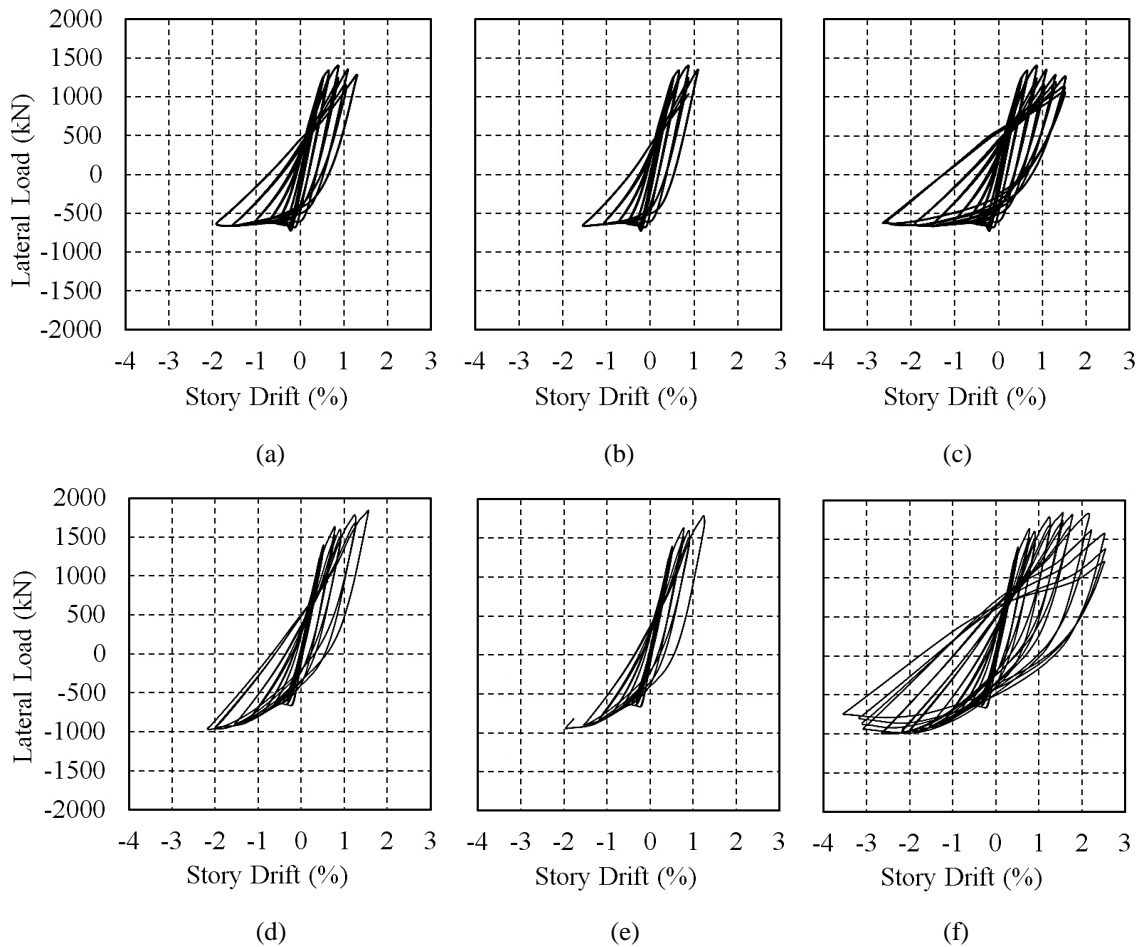 2000
1500
1000
500
0
-500
-1000
-1500
-2000
Lateral Load (kN)
-4 -3 -2 -1 0 1 2 3
-4 -3 -2 -1 0 1 2 3
-4 -3 -2 -1 0 1 2 3
Story Drift (%)
Story Drift (%)
Story Drift (%)
(a)
(b)
(c)
2000
1500
1000
500
0
-500
-1000
-1500
-2000
Lateral Load (kN)
-4 -3 -2 -1 0 1 2 3
-4 -3 -2 -1 0 1 2 3
-4 -3 -2 -1 0 1 2 3
Story Drift (%)
Story Drift (%)
Story Drift (%)
(d)
(e)
(f)